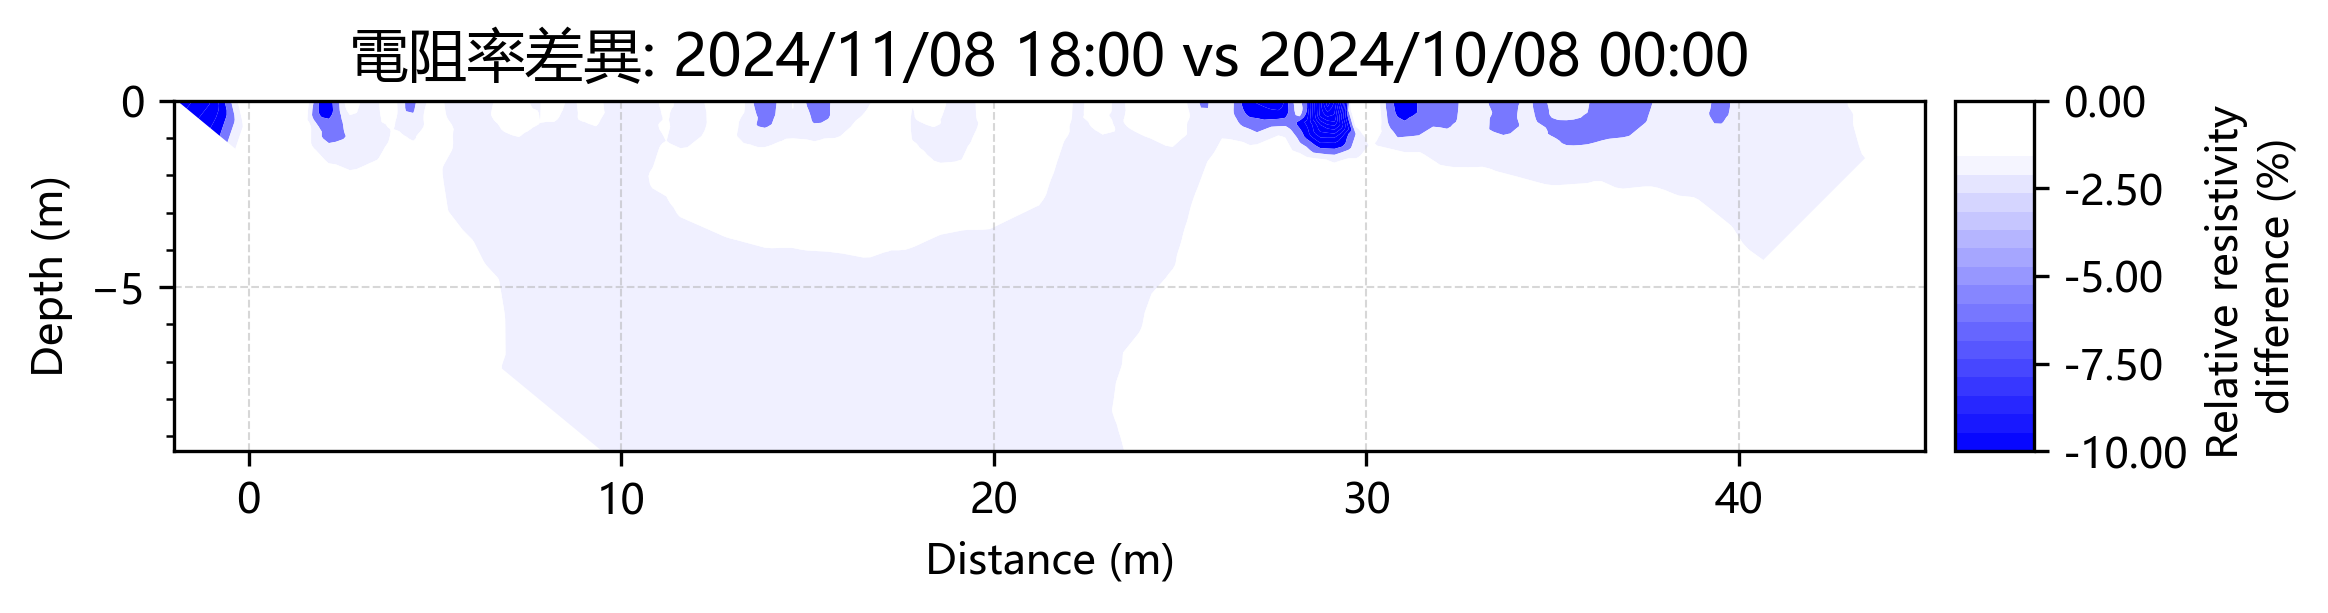 電阻率差異: 2024/11/08 18:00 vs 2024/10/08 00:00
0
−5
Depth (m)
0
10
20
30
40
Distance (m)
0.00
-2.50
-5.00
-7.50
-10.00
Relative resistivity
difference (%)